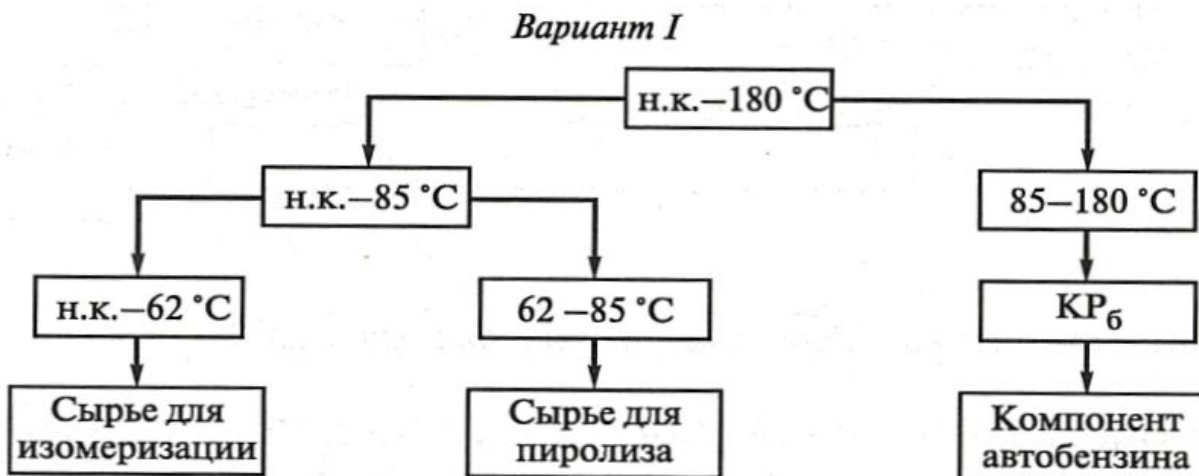 Вариант I
н.к.–180 °C
н.к.–85 °C
85–180 °C
н.к.–62 °C
62 –85 °C
КРб
Сырье для
изомеризации
Сырье для
пиролиза
Компонент
автобензина